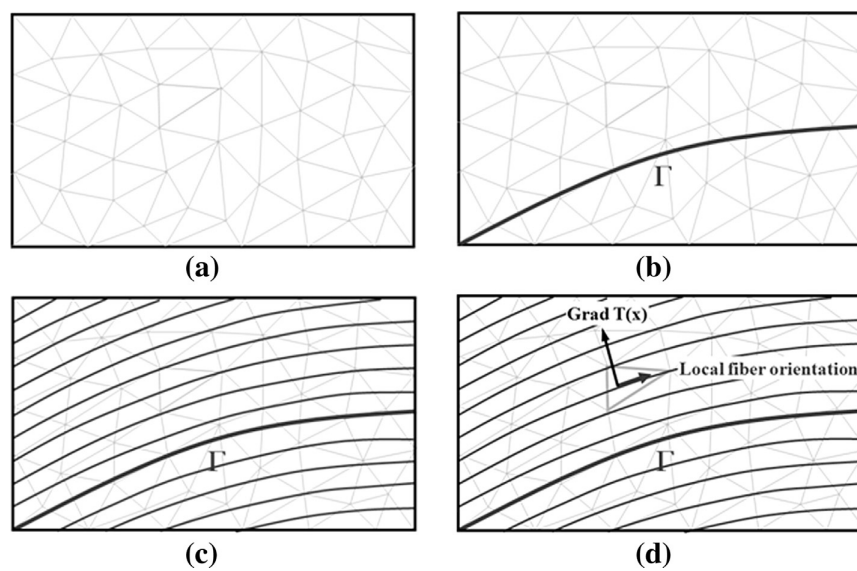 (a)
Γ
(b)
Γ
(c)
Grad T(x)
Local fiber orientation
Γ
(d)